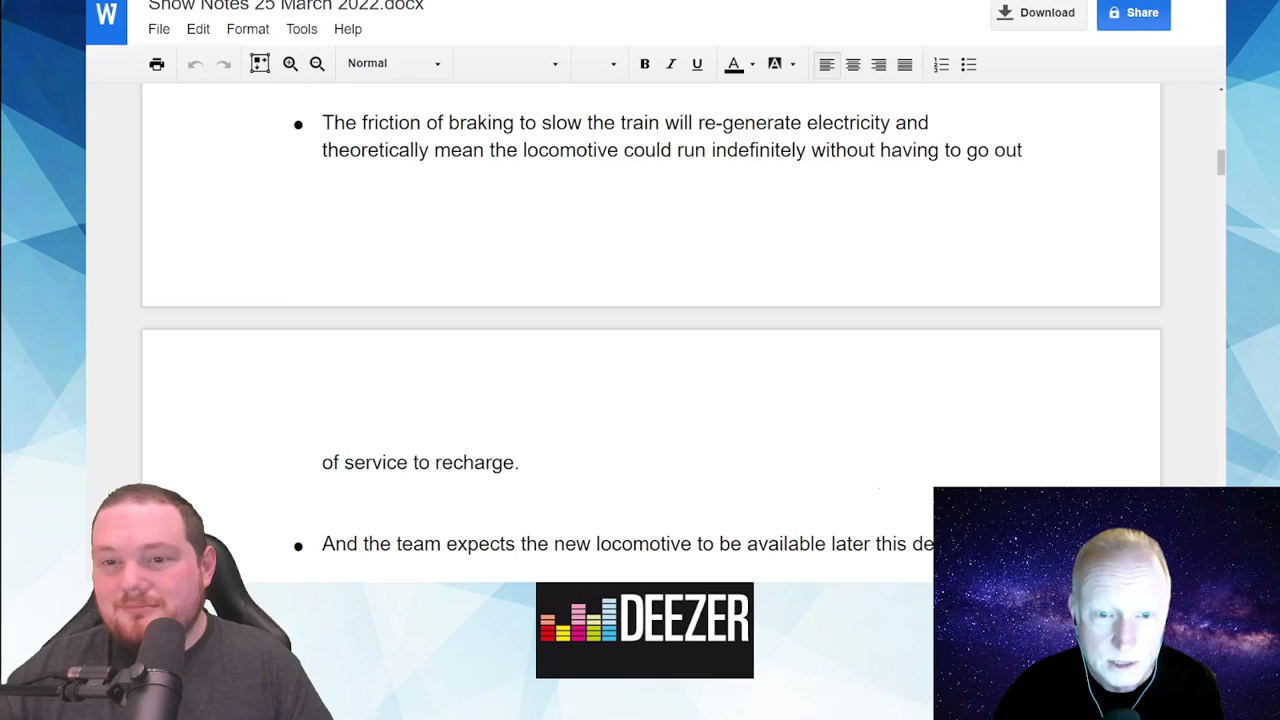 Show Notes 25 March 2022.docx
W
Download
Share
File Edit Format Tools Help
Normal
B I U A A
The friction of braking to slow the train will re-generate electricity and
theoretically mean the locomotive could run indefinitely without having to go out
of service to recharge.
And the team expects the new locomotive to be available later this de
DEEZER